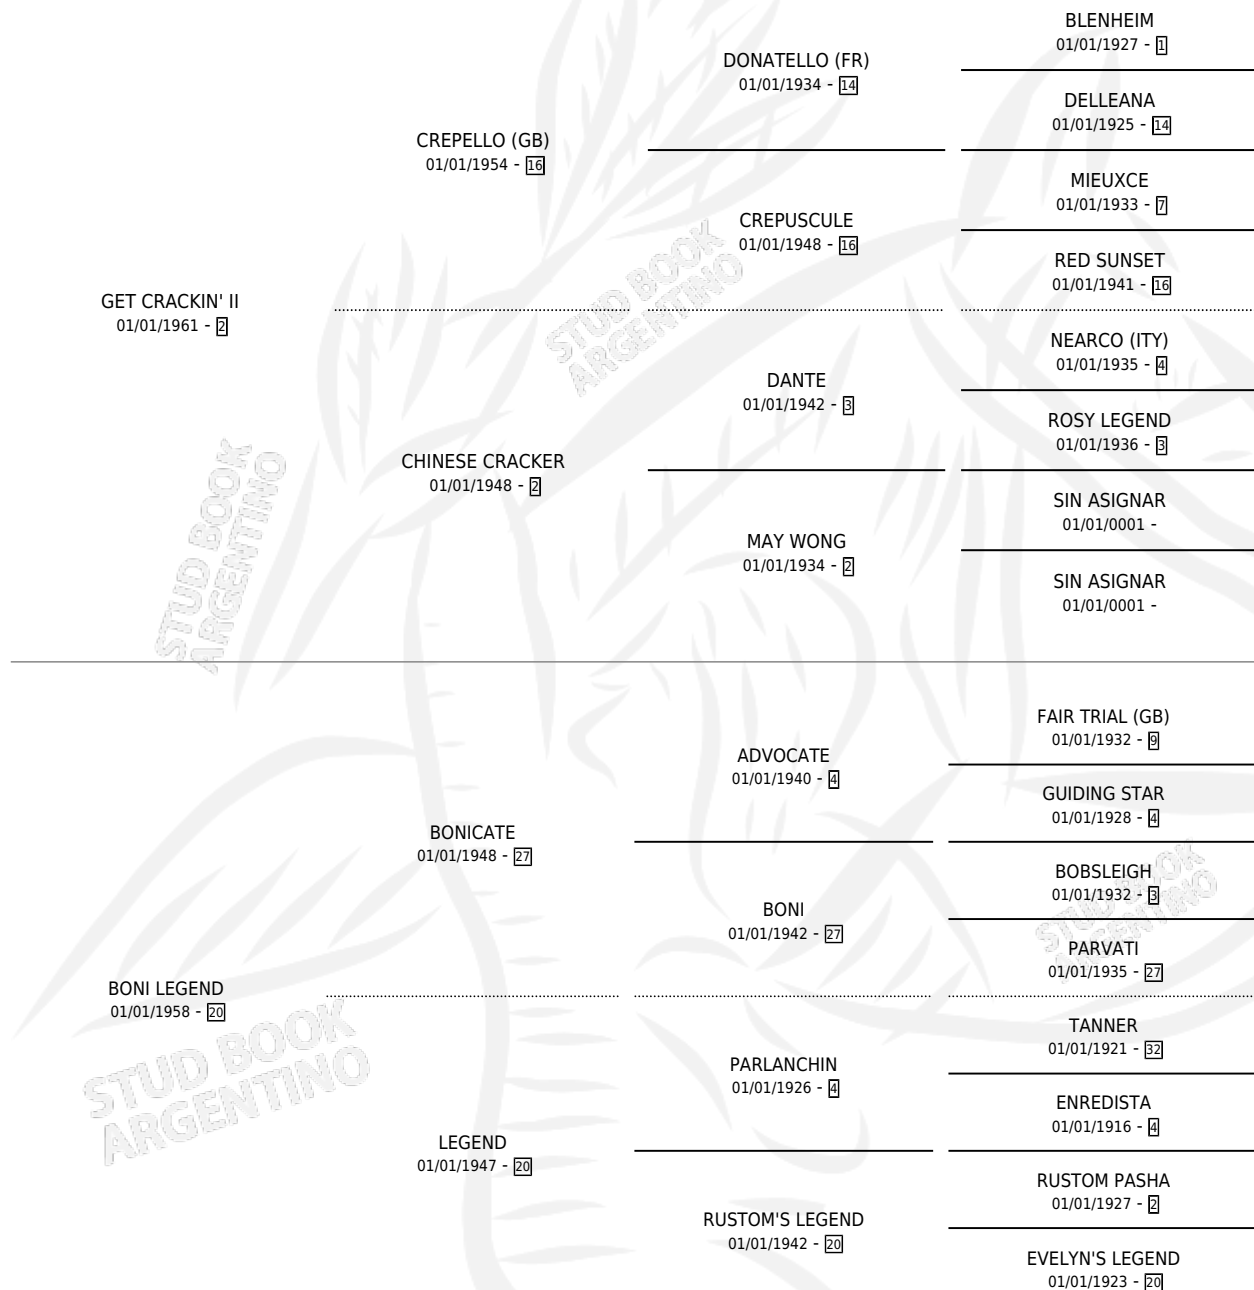 BLENHEIM
01/01/1927 - 1
DONATELLO (FR)
01/01/1934 - 14
DELLEANA
01/01/1925 - 14
CREPELLO (GB)
01/01/1954 - 16
MIEUXCE
01/01/1933 - 7
CREPUSCULE
01/01/1948 - 16
RED SUNSET
01/01/1941 - 16
GET CRACKIN' II
01/01/1961 - 2
NEARCO (ITY)
01/01/1935 - 4
DANTE
01/01/1942 - 3
ROSY LEGEND
01/01/1936 - 3
CHINESE CRACKER
01/01/1948 - 2
SIN ASIGNAR
01/01/0001 -
MAY WONG
01/01/1934 - 2
SIN ASIGNAR
01/01/0001 -
FAIR TRIAL (GB)
01/01/1932 - 9
ADVOCATE
01/01/1940 - 4
GUIDING STAR
01/01/1928 - 4
BONICATE
01/01/1948 - 27
BOBSLEIGH
01/01/1932 - 3
BONI
01/01/1942 - 27
PARVATI
01/01/1935 - 27
BONI LEGEND
01/01/1958 - 20
TANNER
01/01/1921 - 32
PARLANCHIN
01/01/1926 - 4
ENREDISTA
01/01/1916 - 4
LEGEND
01/01/1947 - 20
RUSTOM PASHA
01/01/1927 - 2
RUSTOM'S LEGEND
01/01/1942 - 20
EVELYN'S LEGEND
01/01/1923 - 20
STUD BOOK
ARGENTINO
STUD BOOK
ARGENTINO
STUD BOOK
ARGENTINO
STUD BOOK
ARGENTINO